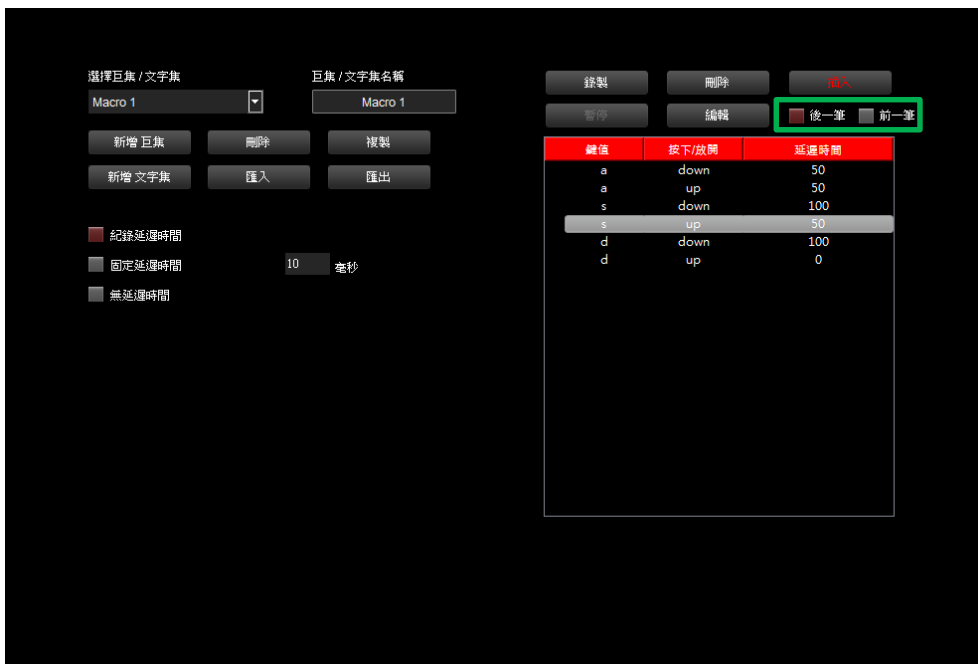 選擇巨集 / 文字集
巨集 / 文字集名稱
Macro 1
Macro 1
新增 巨集
刪除
複製
新增 文字集
匯入
匯出
紀錄延遲時間
固定延遲時間
10
毫秒
無延遲時間
錄製
刪除
插入
暫停
編輯
後一筆
前一筆
鍵值 按下/放開 延遲時間
a down 50
a up 50
s down 100
s up 50
d down 100
d up 0